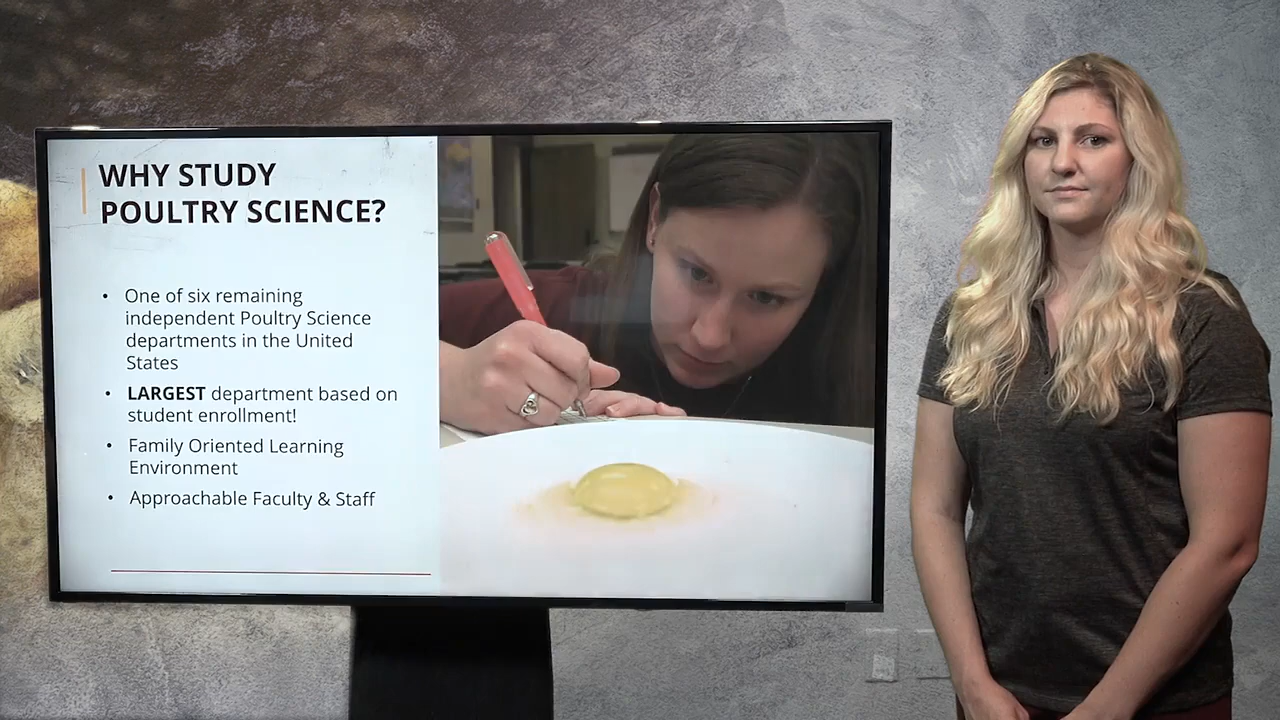 WHY STUDY
POULTRY SCIENCE?
• One of six remaining
independent Poultry Science
departments in the United
States
• LARGEST department based on
student enrollment!
• Family Oriented Learning
Environment
• Approachable Faculty & Staff